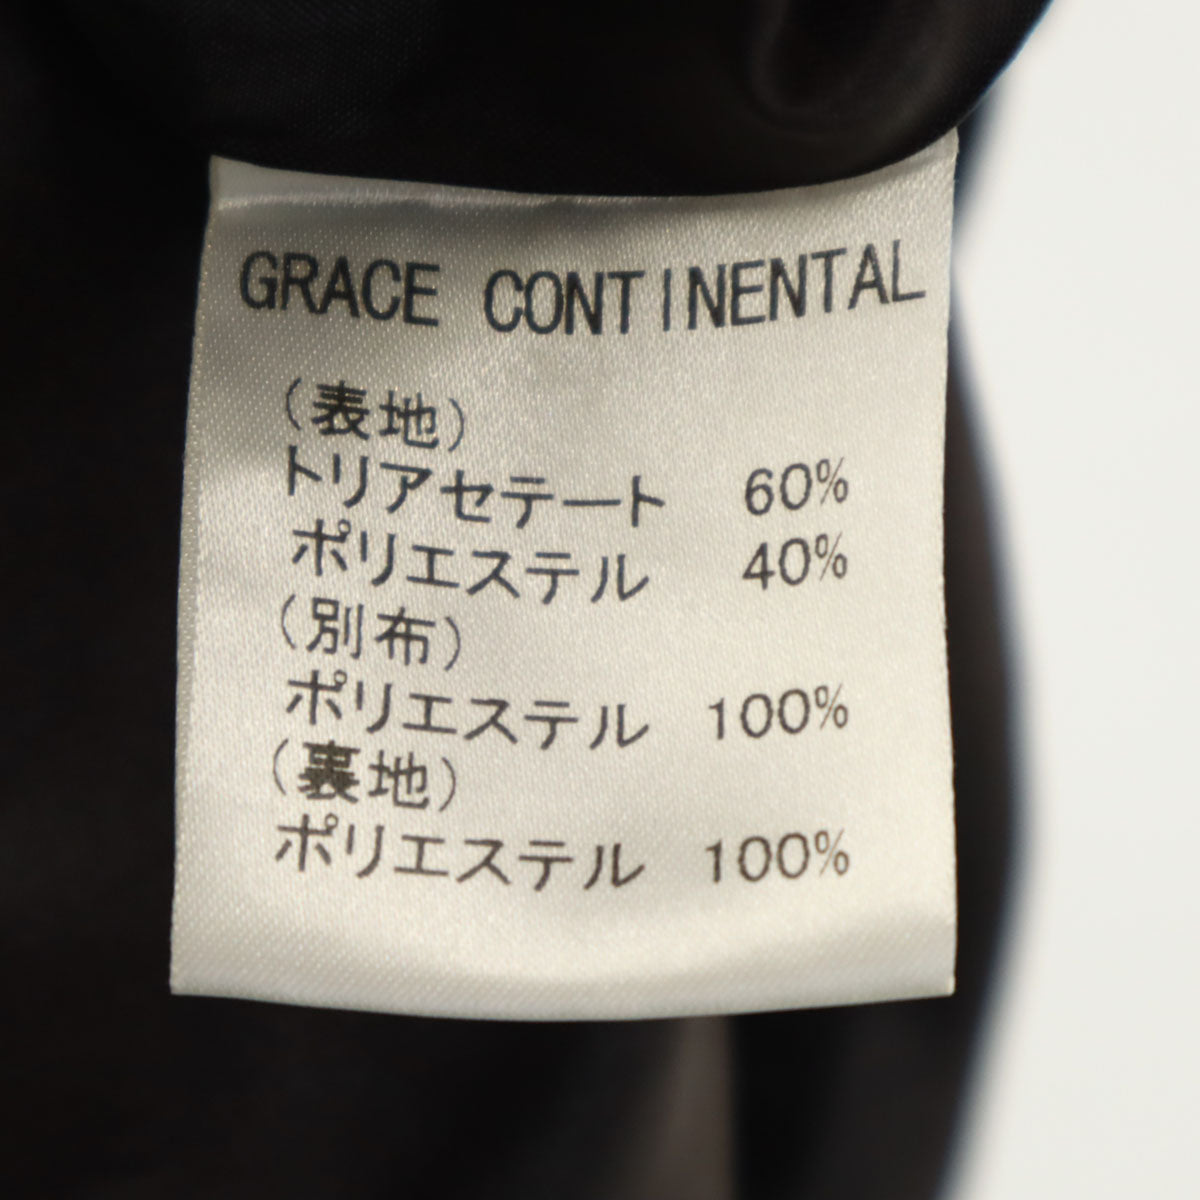 GRACE CONTINENTAL
(表地)
トリアセテート 60%
ポリエステル 40%
(別布)
ポリエステル 100%
(裏地)
ポリエステル 100%